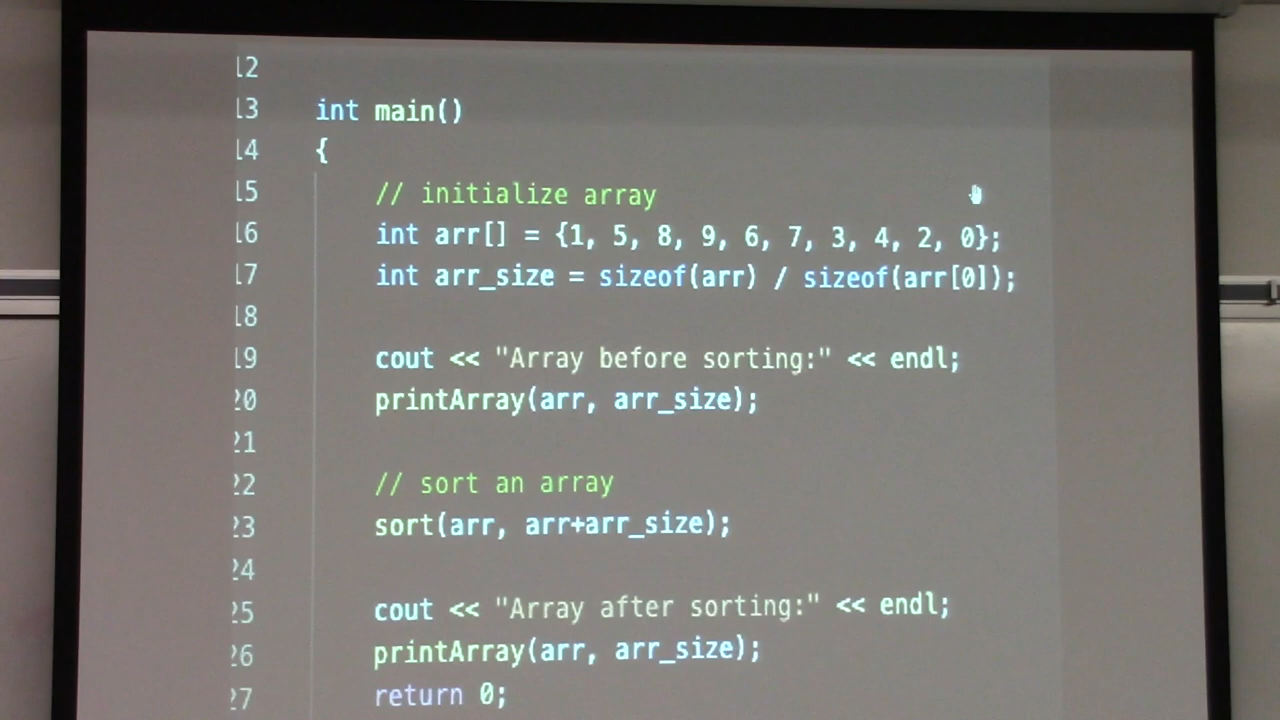 12
13 int main()
14 {
15 // initialize array
16 int arr[] = {1, 5, 8, 9, 6, 7, 3, 4, 2, 0};
17 int arr_size = sizeof(arr) / sizeof(arr[0]);
18
19 cout << "Array before sorting:" << endl;
20 printArray(arr, arr_size);
21
22 // sort an array
23 sort(arr, arr+arr_size);
24
25 cout << "Array after sorting:" << endl;
26 printArray(arr, arr_size);
27 return 0;